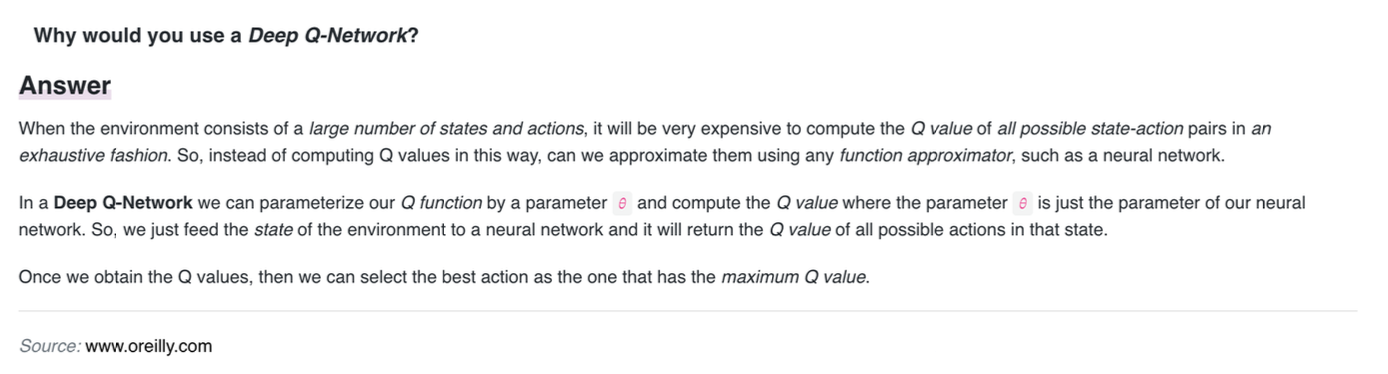 Why would you use a Deep Q-Network?
Answer
When the environment consists of a large number of states and actions, it will be very expensive to compute the Q value of all possible state-action pairs in an
exhaustive fashion. So, instead of computing Q values in this way, can we approximate them using any function approximator, such as a neural network.
In a Deep Q-Network we can parameterize our Q function by a parameter θ and compute the Q value where the parameter θ is just the parameter of our neural
network. So, we just feed the state of the environment to a neural network and it will return the Q value of all possible actions in that state.
Once we obtain the Q values, then we can select the best action as the one that has the maximum Q value.
Source: www.oreilly.com